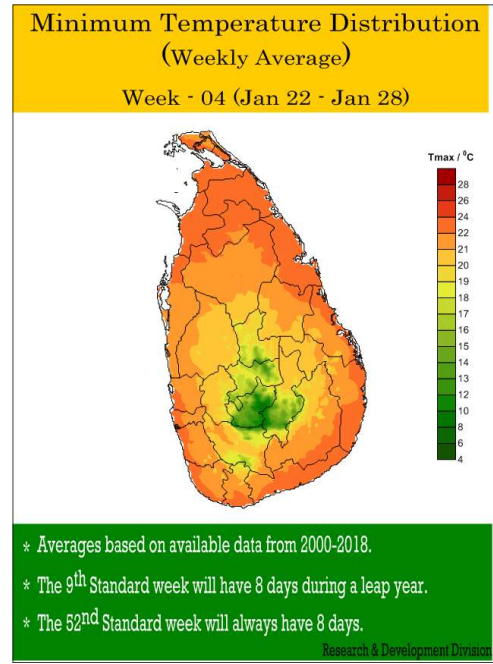 Minimum Temperature Distribution
(Weekly Average)
Week - 04 (Jan 22 - Jan 28)
Tmax / ⁰C
28
26
24
22
21
20
19
18
17
16
15
14
13
12
10
8
6
4
* Averages based on available data from 2000-2018.
* The 9th Standard week will have 8 days during a leap year.
* The 52nd Standard week will always have 8 days.
Research & Development Division